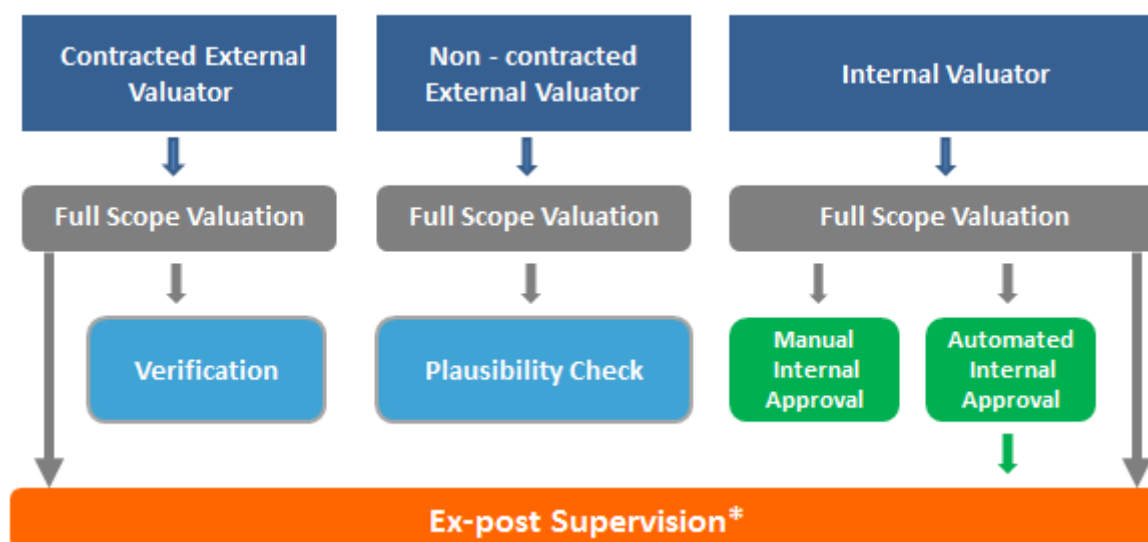 Contracted External
Valuator
Non - contracted
External Valuator
Internal Valuator
Full Scope Valuation
Full Scope Valuation
Full Scope Valuation
Verification
Plausibility Check
Manual
Internal
Approval
Automated
Internal
Approval
Ex-post Supervision*